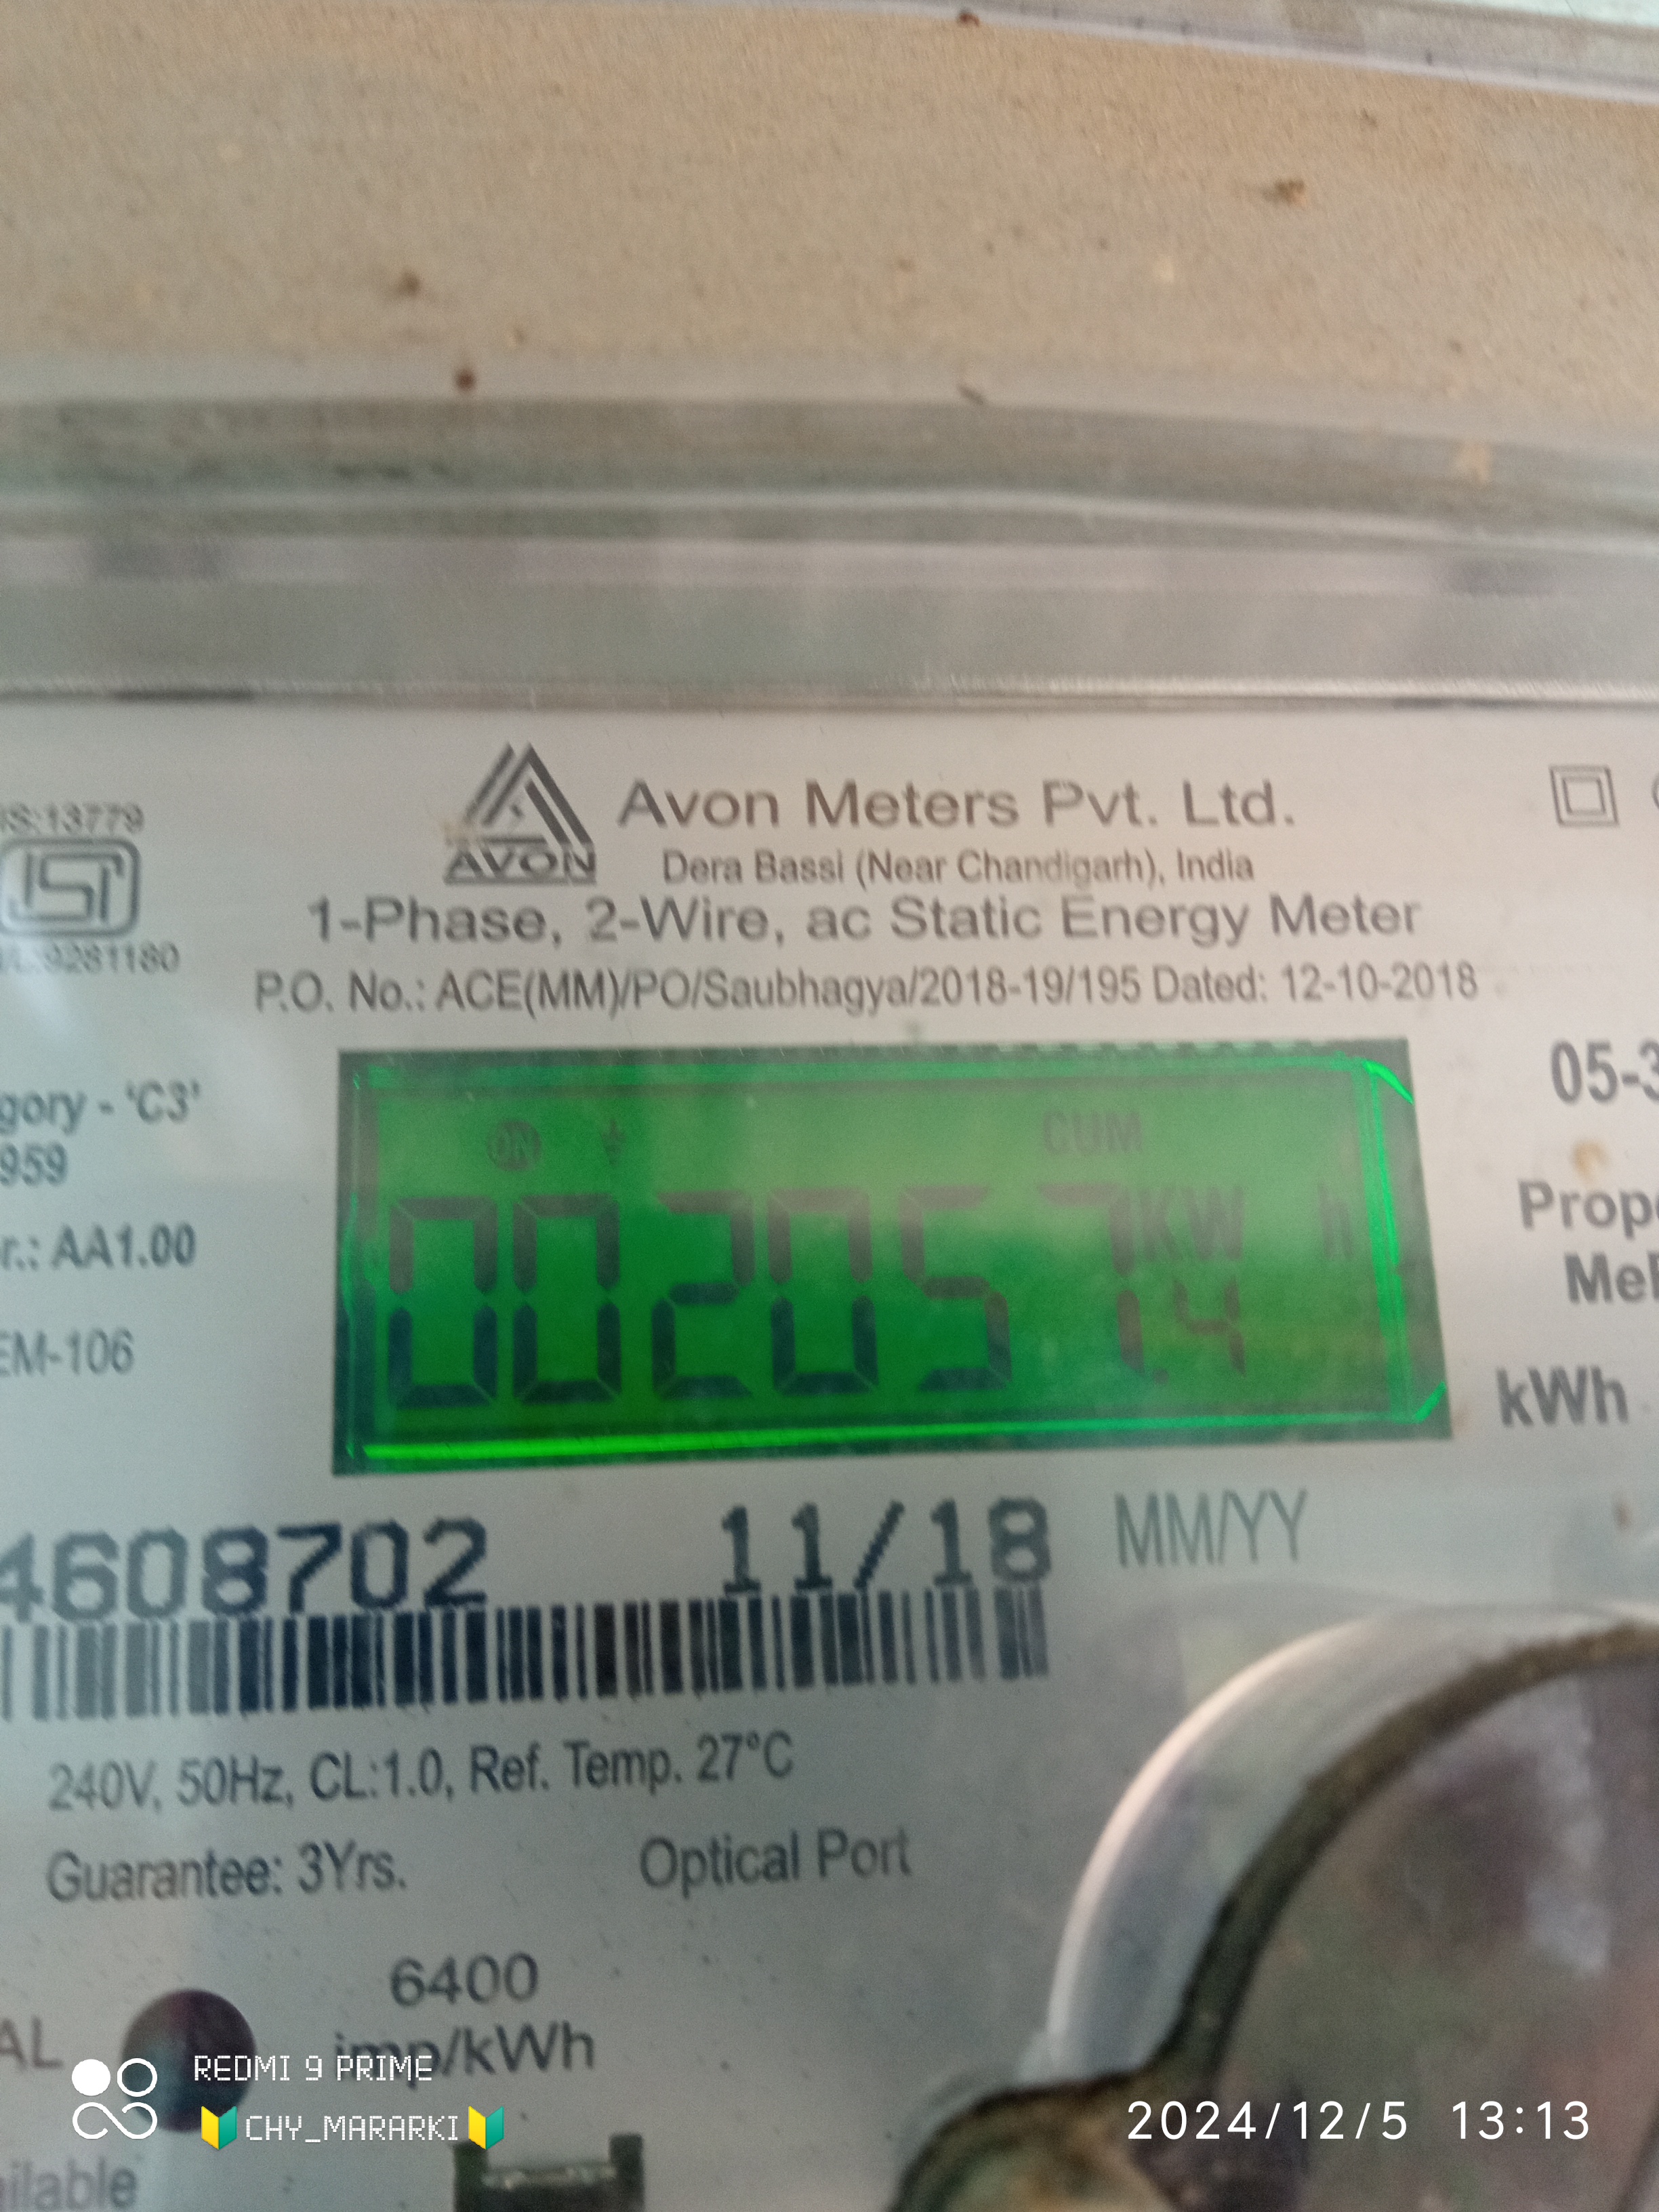 IS:13779
ISI
9281180
AVON
Avon Meters Pvt. Ltd.
Dera Bassi (Near Chandigarh), India
1-Phase, 2-Wire, ac Static Energy Meter
P.O. No.: ACE(MM)/PO/Saubhagya/2018-19/195 Dated: 12-10-2018
gory - 'C3'
959
r.: AA1.00
EM-106
ON
CUM
002057.4 KW h
05-3
Prop
Me
kWh
4608702 11/18 MM/YY
240V, 50Hz, CL:1.0, Ref. Temp. 27°C
Guarantee: 3Yrs. Optical Port
6400
imp/kWh
AL
ilable
REDMI 9 PRIME
🔰CHY_MARARKI🔰
2024/12/5 13:13